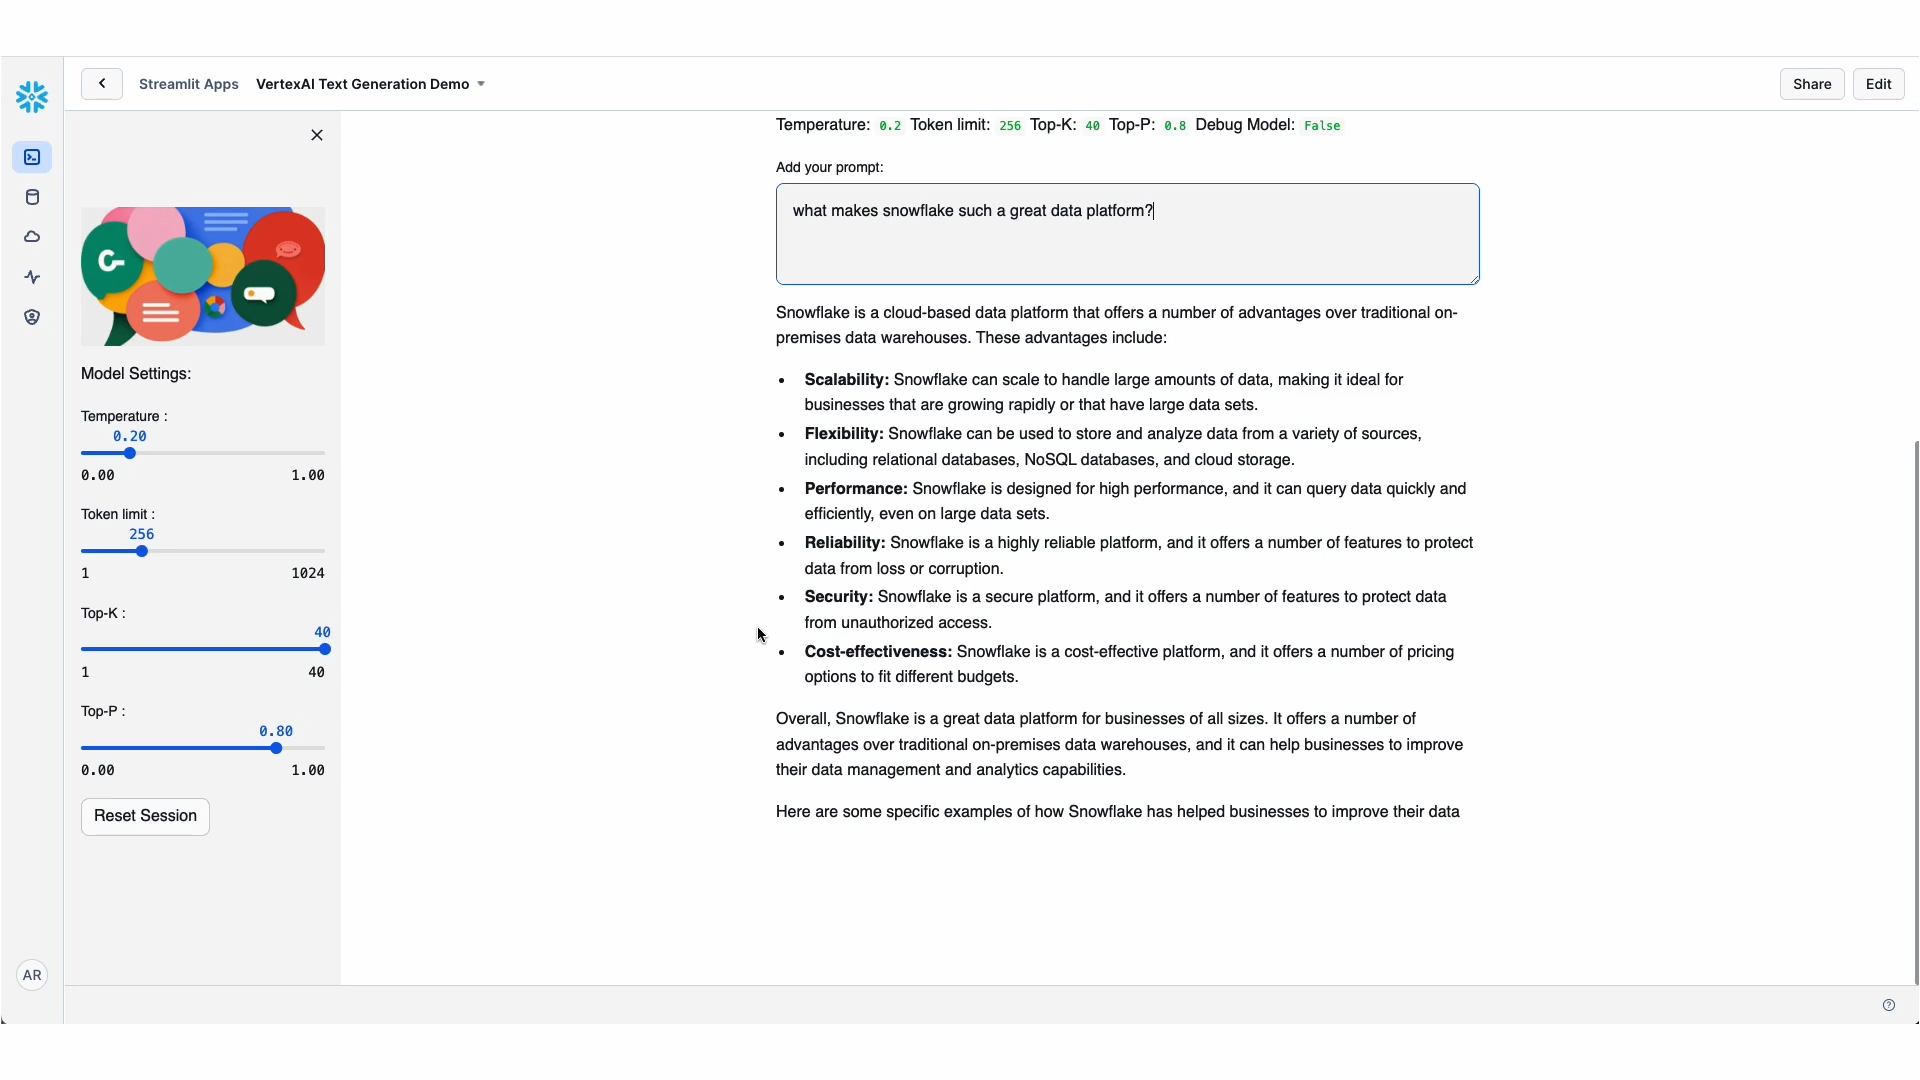 Streamlit Apps VertexAI Text Generation Demo
Share Edit
Model Settings:
Temperature :
0.20
0.00 1.00
Token limit :
256
1 1024
Top-K :
40
1 40
Top-P :
0.80
0.00 1.00
Reset Session
AR
Temperature: 0.2 Token limit: 256 Top-K: 40 Top-P: 0.8 Debug Model: False
Add your prompt:
what makes snowflake such a great data platform?
Snowflake is a cloud-based data platform that offers a number of advantages over traditional on-
premises data warehouses. These advantages include:
• Scalability: Snowflake can scale to handle large amounts of data, making it ideal for
businesses that are growing rapidly or that have large data sets.
• Flexibility: Snowflake can be used to store and analyze data from a variety of sources,
including relational databases, NoSQL databases, and cloud storage.
• Performance: Snowflake is designed for high performance, and it can query data quickly and
efficiently, even on large data sets.
• Reliability: Snowflake is a highly reliable platform, and it offers a number of features to protect
data from loss or corruption.
• Security: Snowflake is a secure platform, and it offers a number of features to protect data
from unauthorized access.
• Cost-effectiveness: Snowflake is a cost-effective platform, and it offers a number of pricing
options to fit different budgets.
Overall, Snowflake is a great data platform for businesses of all sizes. It offers a number of
advantages over traditional on-premises data warehouses, and it can help businesses to improve
their data management and analytics capabilities.
Here are some specific examples of how Snowflake has helped businesses to improve their data